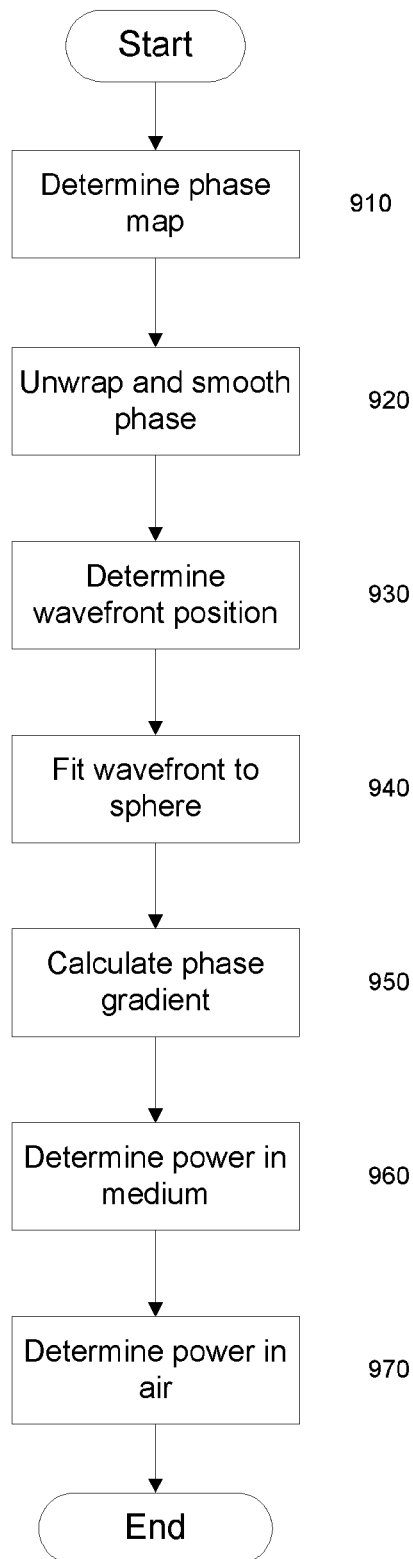 Start
Determine phase
map
910
Unwrap and smooth
phase
920
Determine
wavefront position
930
Fit wavefront to
sphere
940
Calculate phase
gradient
950
Determine power in
medium
960
Determine power in
air
970
End